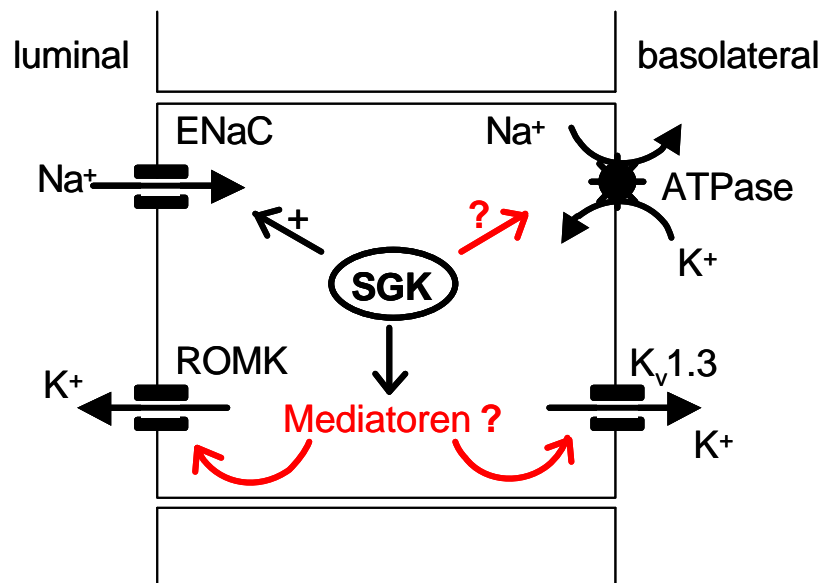 luminal
basolateral
ENaC
Na⁺
Na⁺
ATPase
K⁺
+
?
SGK
ROMK
K⁺
Mediatoren ?
Kᵥ1.3
K⁺